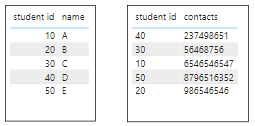 student id name
10 A
20 B
30 C
40 D
50 E
student id contacts
40 237498651
30 56468756
10 6546546547
50 8796516352
20 986546546